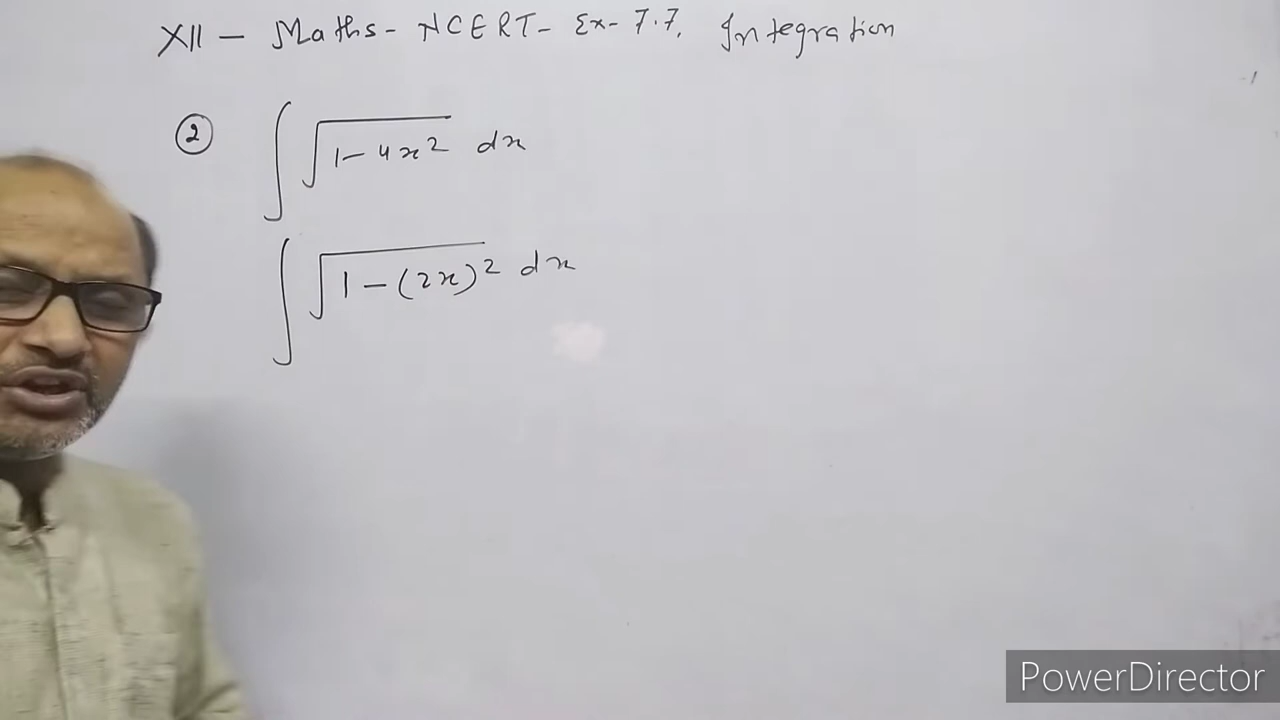 XII - Maths - NCERT - Ex - 7.7. Integration
② ∫ √(1 - 4x²) dx
∫ √(1 - (2x)²) dx
PowerDirector